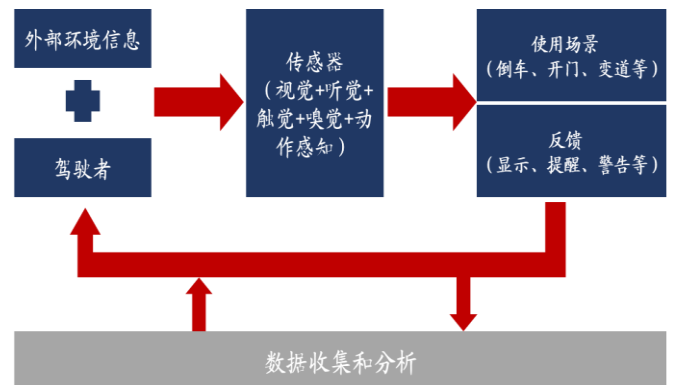 外部环境信息
驾驶者
传感器
（视觉+听觉+
触觉+嗅觉+动
作感知）
使用场景
（倒车、开门、变道等）
反馈
（显示、提醒、警告等）
数据收集和分析